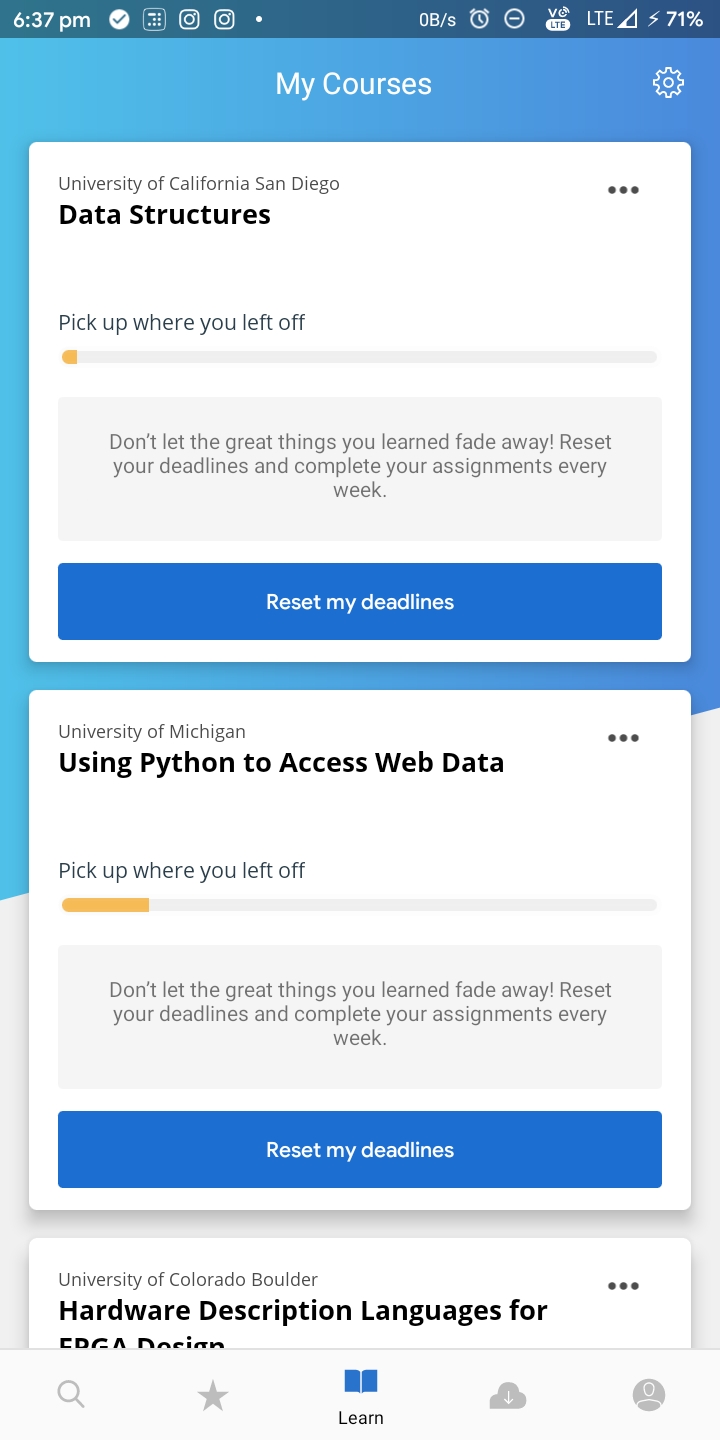 6:37 pm
0B/s
LTE
LTE
71%
My Courses
University of California San Diego
Data Structures
Pick up where you left off
Don’t let the great things you learned fade away! Reset
your deadlines and complete your assignments every
week.
Reset my deadlines
University of Michigan
Using Python to Access Web Data
Pick up where you left off
Don’t let the great things you learned fade away! Reset
your deadlines and complete your assignments every
week.
Reset my deadlines
University of Colorado Boulder
Hardware Description Languages for
FPGA Design
Learn